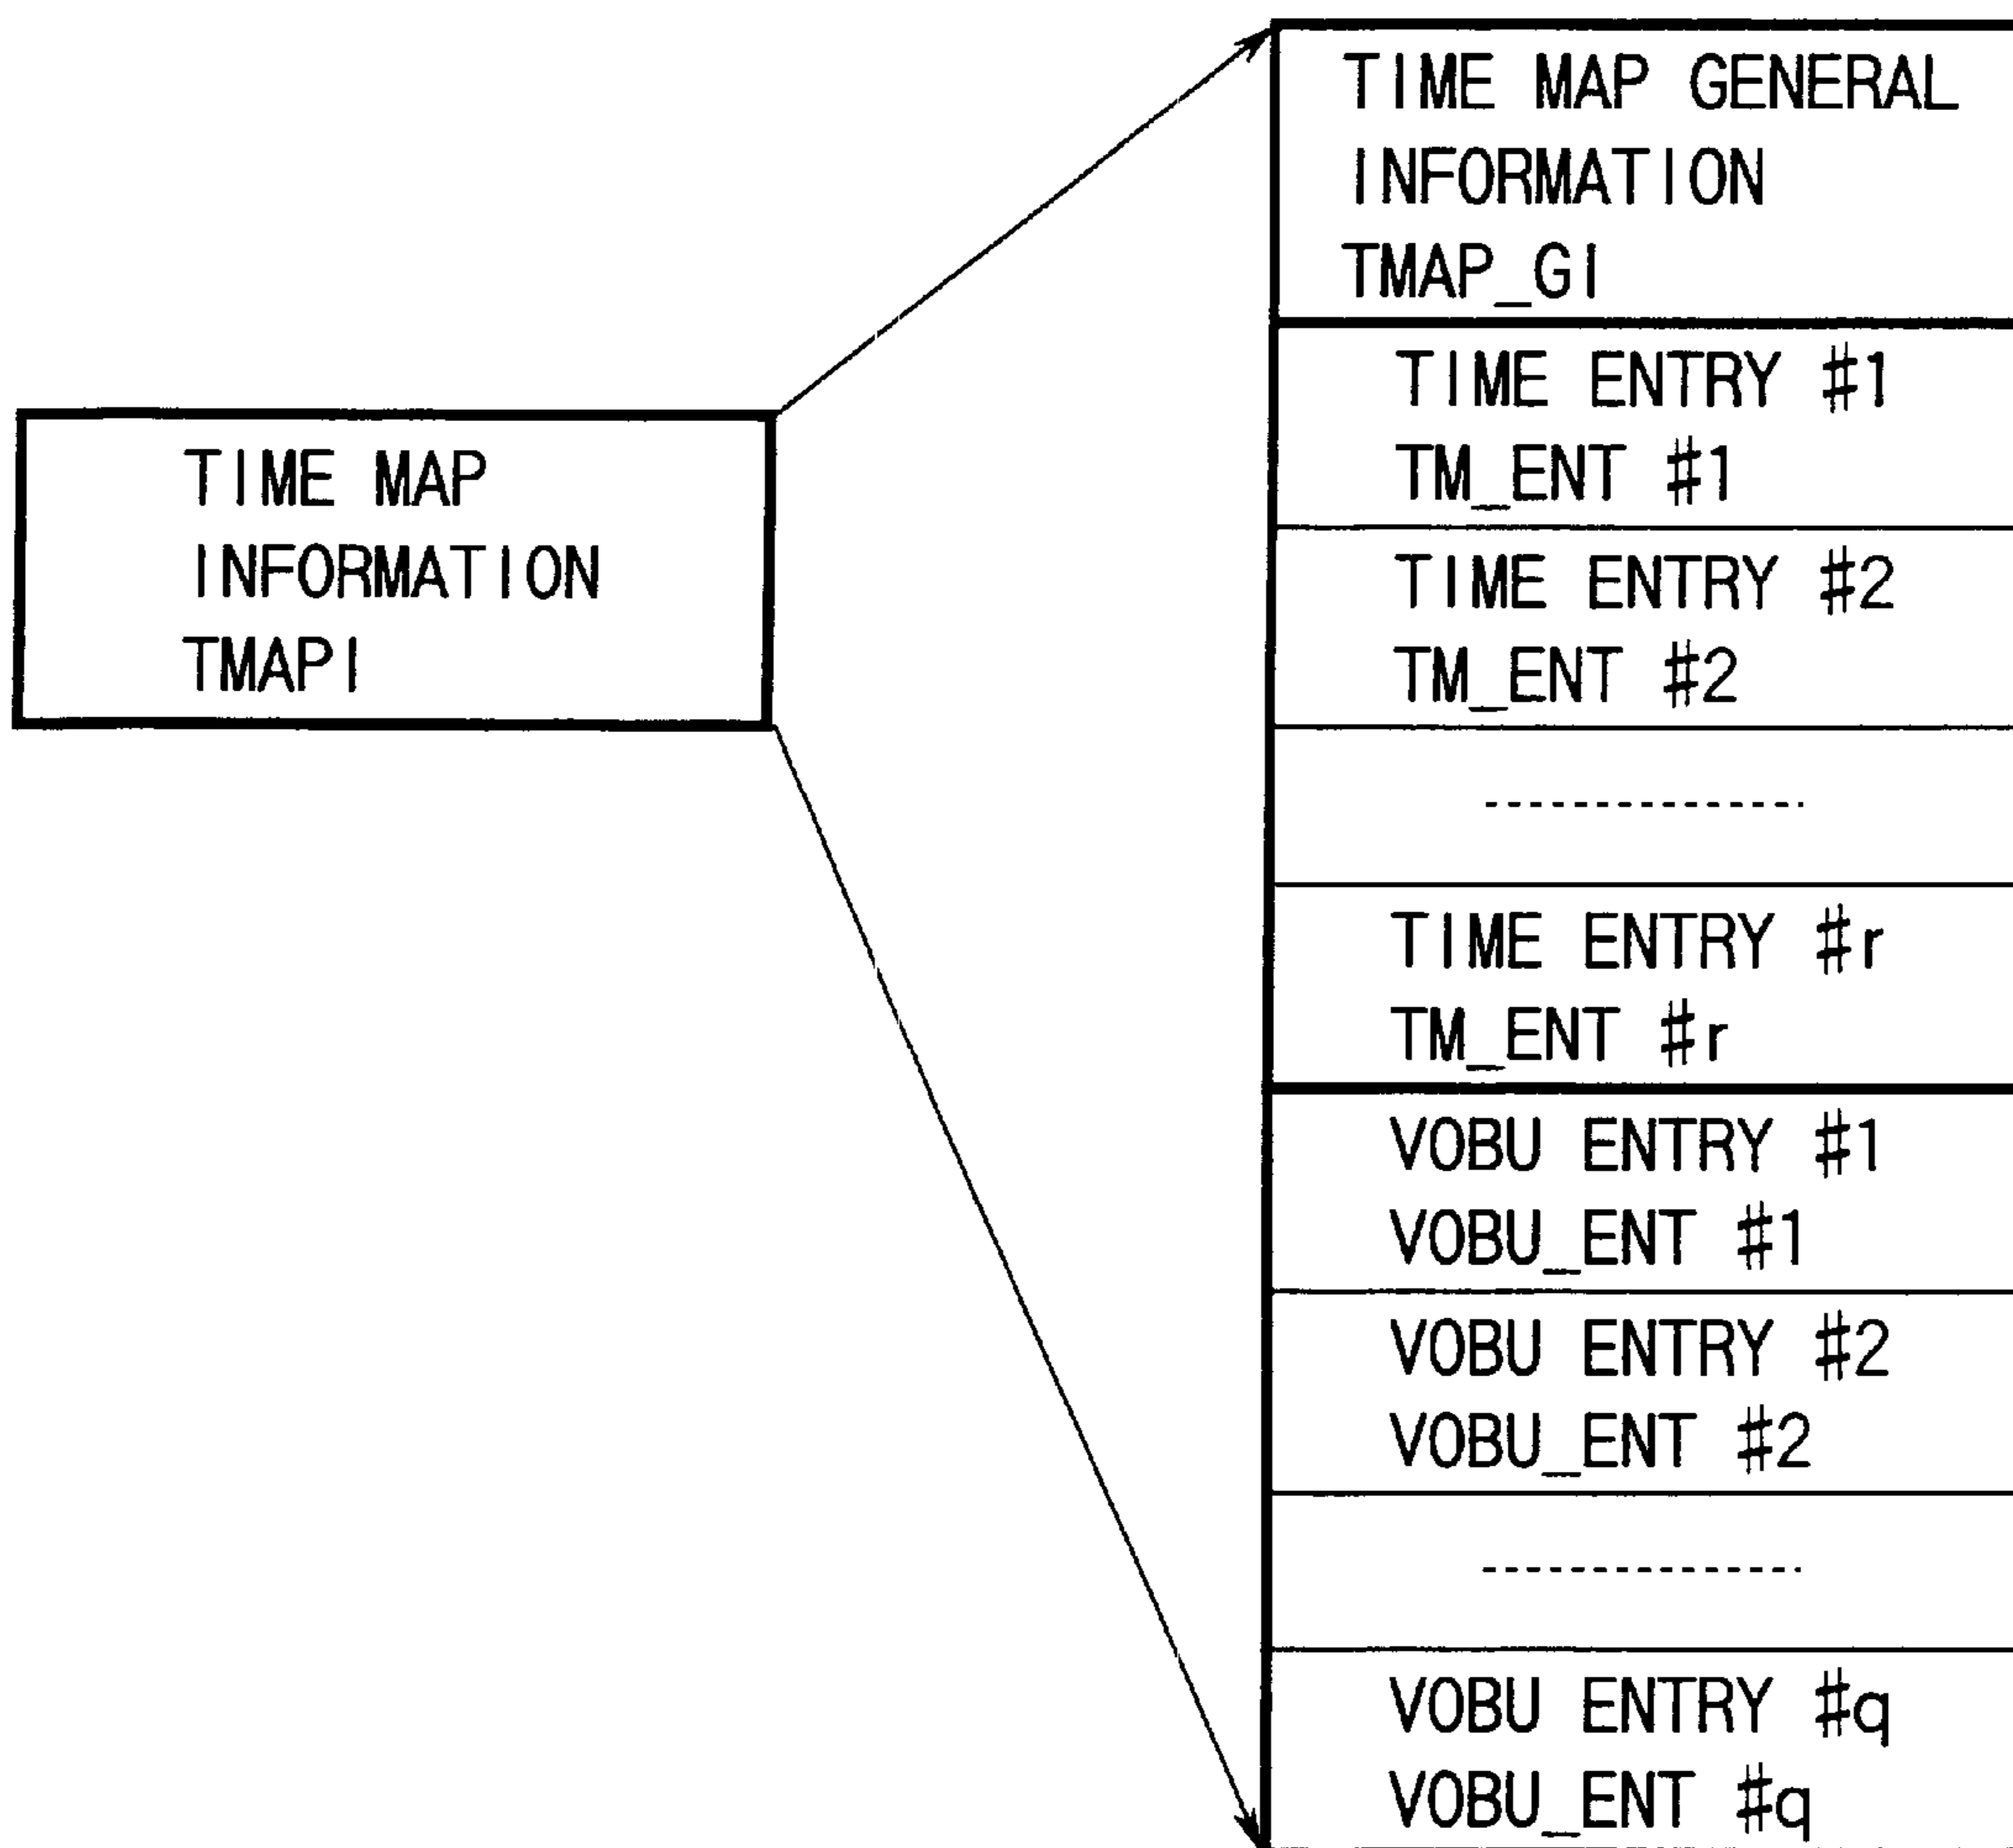 TIME MAP
INFORMATION
TMAPI
TIME MAP GENERAL
INFORMATION
TMAP_GI
TIME ENTRY #1
TM_ENT #1
TIME ENTRY #2
TM_ENT #2
TIME ENTRY #r
TM_ENT #r
VOBU ENTRY #1
VOBU_ENT #1
VOBU ENTRY #2
VOBU_ENT #2
VOBU ENTRY #q
VOBU_ENT #q